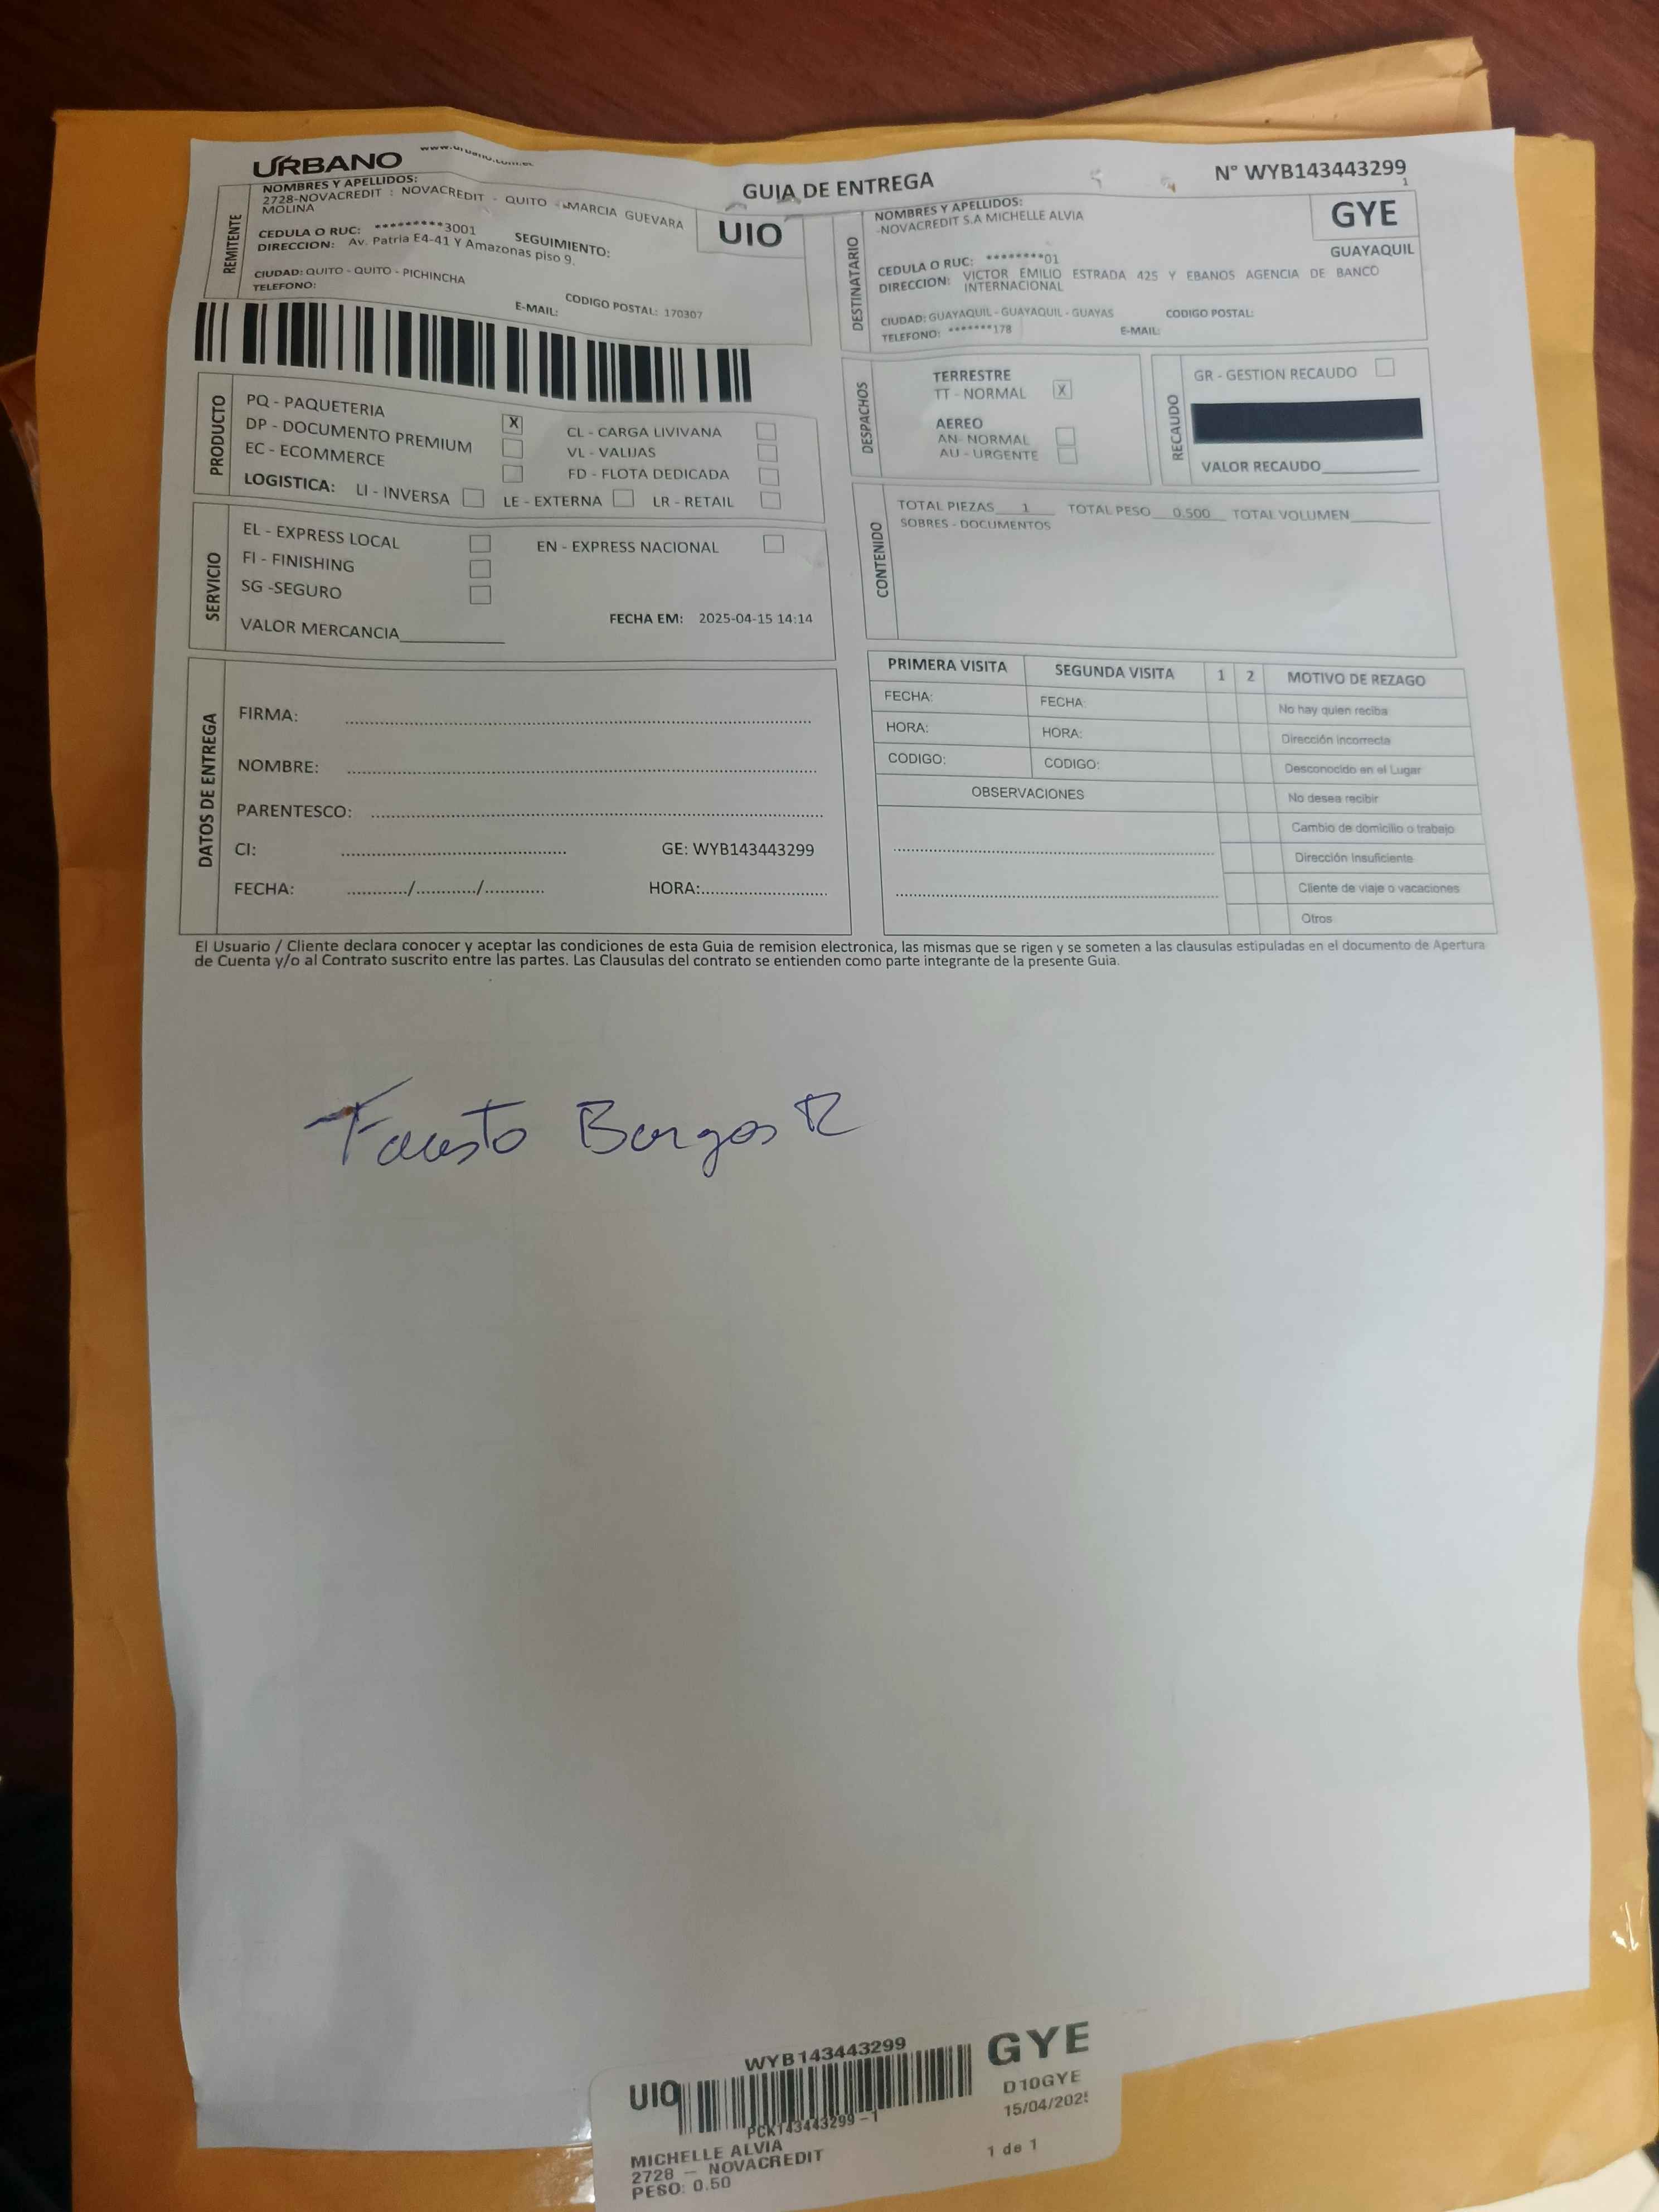 URBANO
GUIA DE ENTREGA
N° WYB143443299
1
REMITENTE
NOMBRES Y APELLIDOS:
2728-NOVACREDIT : NOVACREDIT - QUITO - MARCIA GUEVARA
MOLINA
UIO
CEDULA O RUC: *********3001 SEGUIMIENTO:
DIRECCION: Av. Patria E4-41 Y Amazonas piso 9.
CIUDAD: QUITO - QUITO - PICHINCHA
TELEFONO:
E-MAIL: CODIGO POSTAL: 170307
DESTINATARIO
NOMBRES Y APELLIDOS:
-NOVACREDIT S.A MICHELLE ALVIA
GYE
GUAYAQUIL
CEDULA O RUC: ********01
DIRECCION: VICTOR EMILIO ESTRADA 425 Y EBANOS AGENCIA DE BANCO
INTERNACIONAL
CIUDAD: GUAYAQUIL - GUAYAQUIL - GUAYAS CODIGO POSTAL:
TELEFONO: *******178 E-MAIL:
PRODUCTO
PQ - PAQUETERIA X
DP - DOCUMENTO PREMIUM
EC - ECOMMERCE
CL - CARGA LIVIVANA
VL - VALIJAS
FD - FLOTA DEDICADA
LOGISTICA: LI - INVERSA LE - EXTERNA LR - RETAIL
DESPACHOS
TERRESTRE
TT - NORMAL X
AEREO
AN- NORMAL
AU - URGENTE
RECAUDO
GR - GESTION RECAUDO
VALOR RECAUDO
SERVICIO
EL - EXPRESS LOCAL
FI - FINISHING
SG -SEGURO
EN - EXPRESS NACIONAL
VALOR MERCANCIA
FECHA EM: 2025-04-15 14:14
CONTENIDO
TOTAL PIEZAS 1 TOTAL PESO 0.500 TOTAL VOLUMEN
SOBRES - DOCUMENTOS
DATOS DE ENTREGA
FIRMA:
NOMBRE:
PARENTESCO:
CI: GE: WYB143443299
FECHA: ............/............/............ HORA:
PRIMERA VISITA SEGUNDA VISITA 1 2 MOTIVO DE REZAGO
FECHA: FECHA: No hay quien reciba
HORA: HORA: Dirección incorrecta
CODIGO: CODIGO: Desconocido en el Lugar
OBSERVACIONES No desea recibir
Cambio de domicilio o trabajo
Dirección Insuficiente
Cliente de viaje o vacaciones
Otros
El Usuario / Cliente declara conocer y aceptar las condiciones de esta Guia de remision electronica, las mismas que se rigen y se someten a las clausulas estipuladas en el documento de Apertura
de Cuenta y/o al Contrato suscrito entre las partes. Las Clausulas del contrato se entienden como parte integrante de la presente Guia.
Fausto Burgos R
WYB143443299
UIO
GYE
D10GYE
PCK143443299-1
15/04/202
MICHELLE ALVIA
2728 - NOVACREDIT
PESO: 0.50
1 de 1